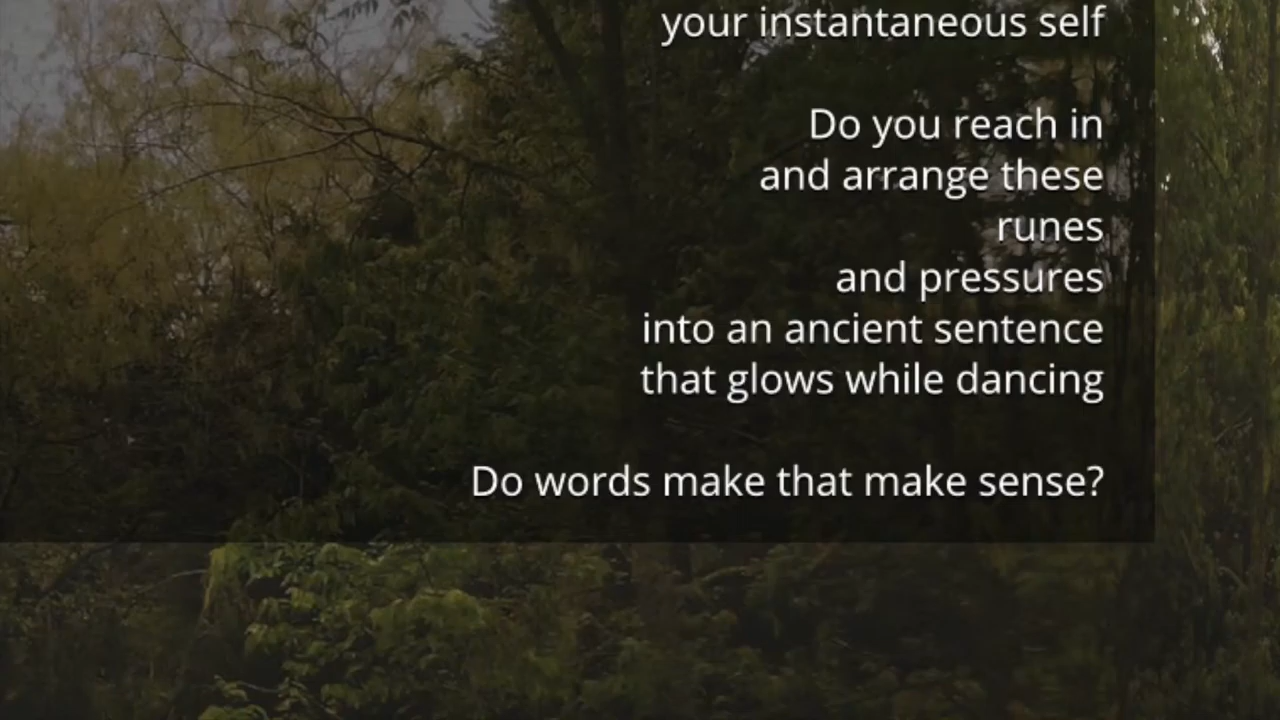 your instantaneous self
Do you reach in
and arrange these
runes
and pressures
into an ancient sentence
that glows while dancing
Do words make that make sense?